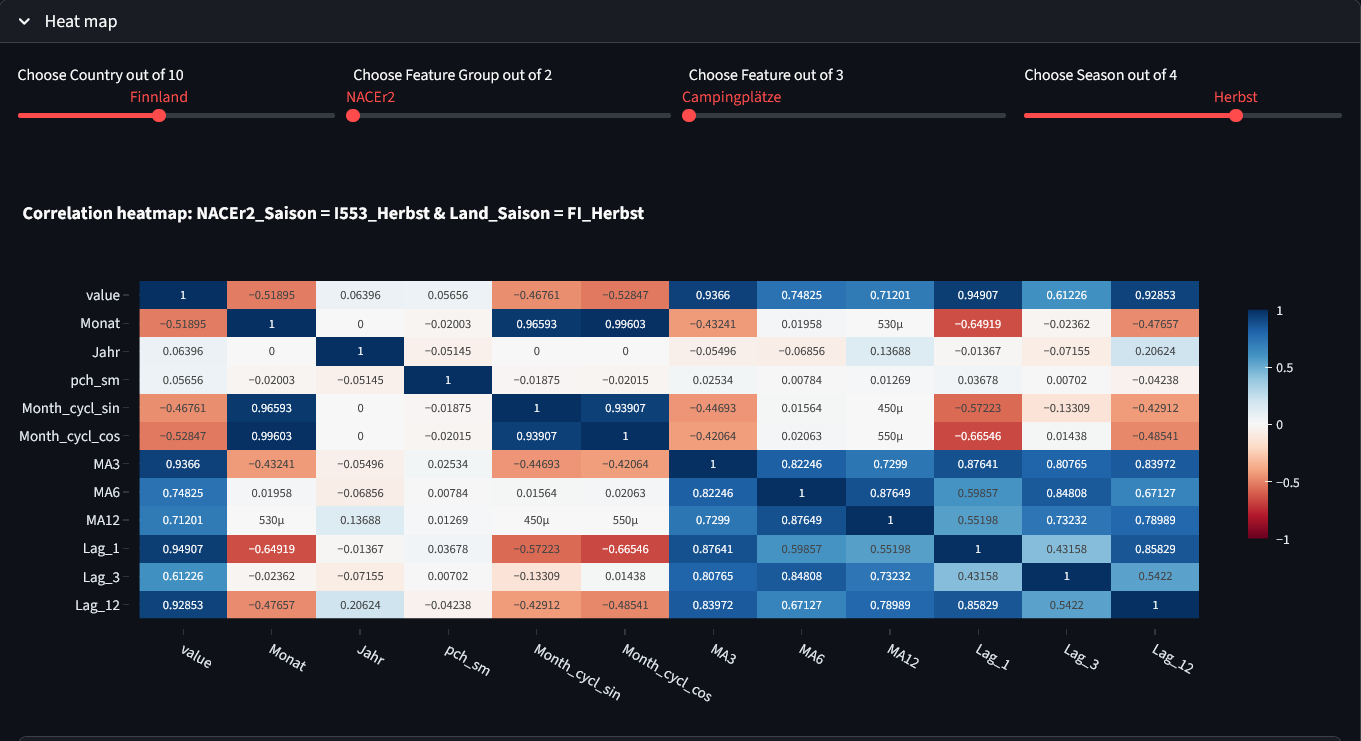 Heat map
Choose Country out of 10 Choose Feature Group out of 2 Choose Feature out of 3 Choose Season out of 4
Finnland NACEr2 Campingplätze Herbst
Correlation heatmap: NACEr2_Saison = I553_Herbst & Land_Saison = FI_Herbst
value 1 −0.51895 0.06396 0.05656 −0.46761 −0.52847 0.9366 0.74825 0.71201 0.94907 0.61226 0.92853
Monat −0.51895 1 0 −0.02003 0.96593 0.99603 −0.43241 0.01958 530μ −0.64919 −0.02362 −0.47657
Jahr 0.06396 0 1 −0.05145 0 0 −0.05496 −0.06856 0.13688 −0.01367 −0.07155 0.20624
pch_sm 0.05656 −0.02003 −0.05145 1 −0.01875 −0.02015 0.02534 0.00784 0.01269 0.03678 0.00702 −0.04238
Month_cycl_sin −0.46761 0.96593 0 −0.01875 1 0.93907 −0.44693 0.01564 450μ −0.57223 −0.13309 −0.42912
Month_cycl_cos −0.52847 0.99603 0 −0.02015 0.93907 1 −0.42064 0.02063 550μ −0.66546 0.01438 −0.48541
MA3 0.9366 −0.43241 −0.05496 0.02534 −0.44693 −0.42064 1 0.82246 0.7299 0.87641 0.80765 0.83972
MA6 0.74825 0.01958 −0.06856 0.00784 0.01564 0.02063 0.82246 1 0.87649 0.59857 0.84808 0.67127
MA12 0.71201 530μ 0.13688 0.01269 450μ 550μ 0.7299 0.87649 1 0.55198 0.73232 0.78989
Lag_1 0.94907 −0.64919 −0.01367 0.03678 −0.57223 −0.66546 0.87641 0.59857 0.55198 1 0.43158 0.85829
Lag_3 0.61226 −0.02362 −0.07155 0.00702 −0.13309 0.01438 0.80765 0.84808 0.73232 0.43158 1 0.5422
Lag_12 0.92853 −0.47657 0.20624 −0.04238 −0.42912 −0.48541 0.83972 0.67127 0.78989 0.85829 0.5422 1
value Monat Jahr pch_sm Month_cycl_sin Month_cycl_cos MA3 MA6 MA12 Lag_1 Lag_3 Lag_12
1
0.5
0
−0.5
−1